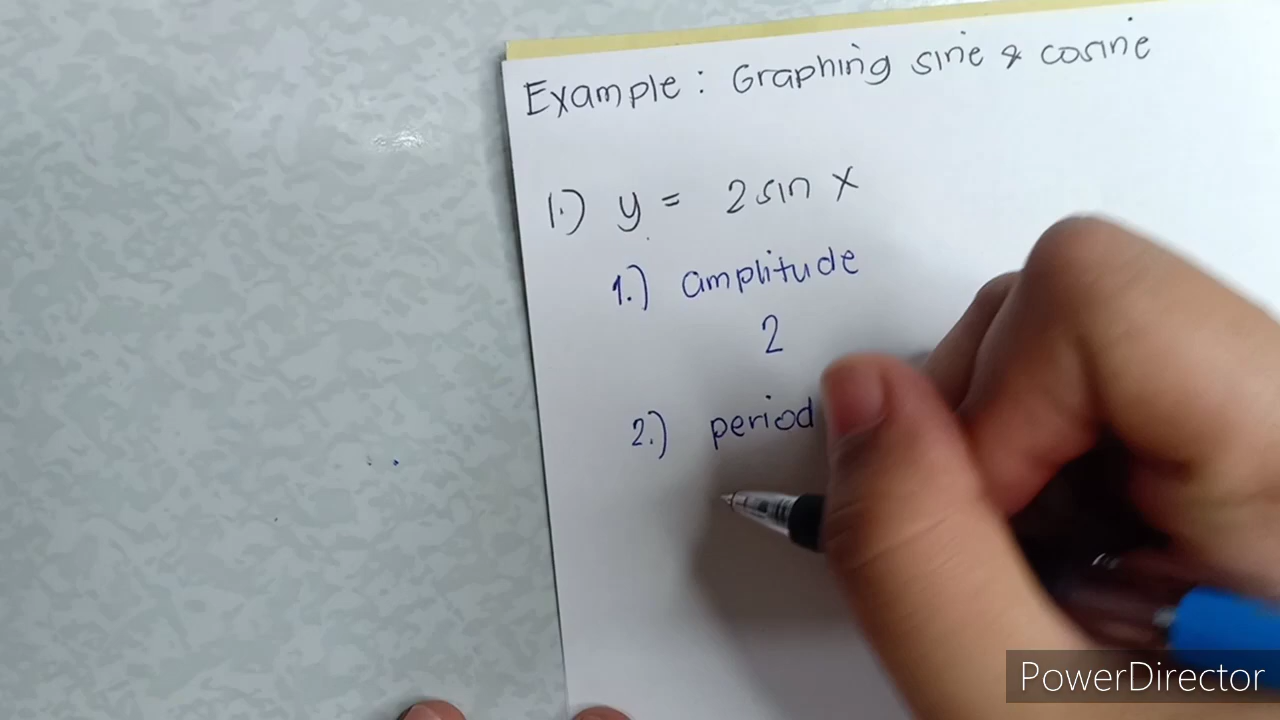 Example: Graphing sine & cosine
1.) y = 2 sin x
1.) amplitude
2
2.) period
PowerDirector